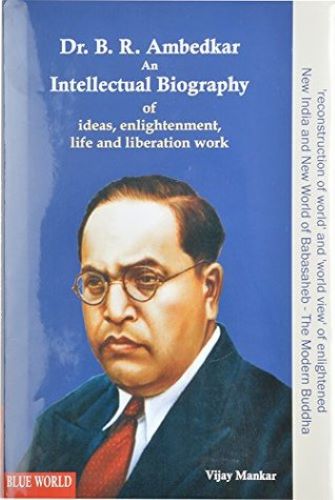 Dr. B. R. Ambedkar
An
Intellectual Biography
of
ideas, enlightenment,
life and liberation work
'reconstruction of world' and 'world view' of enlightened
New India and New World of Babasaheb - The Modern Buddha
BLUE WORLD
Vijay Mankar